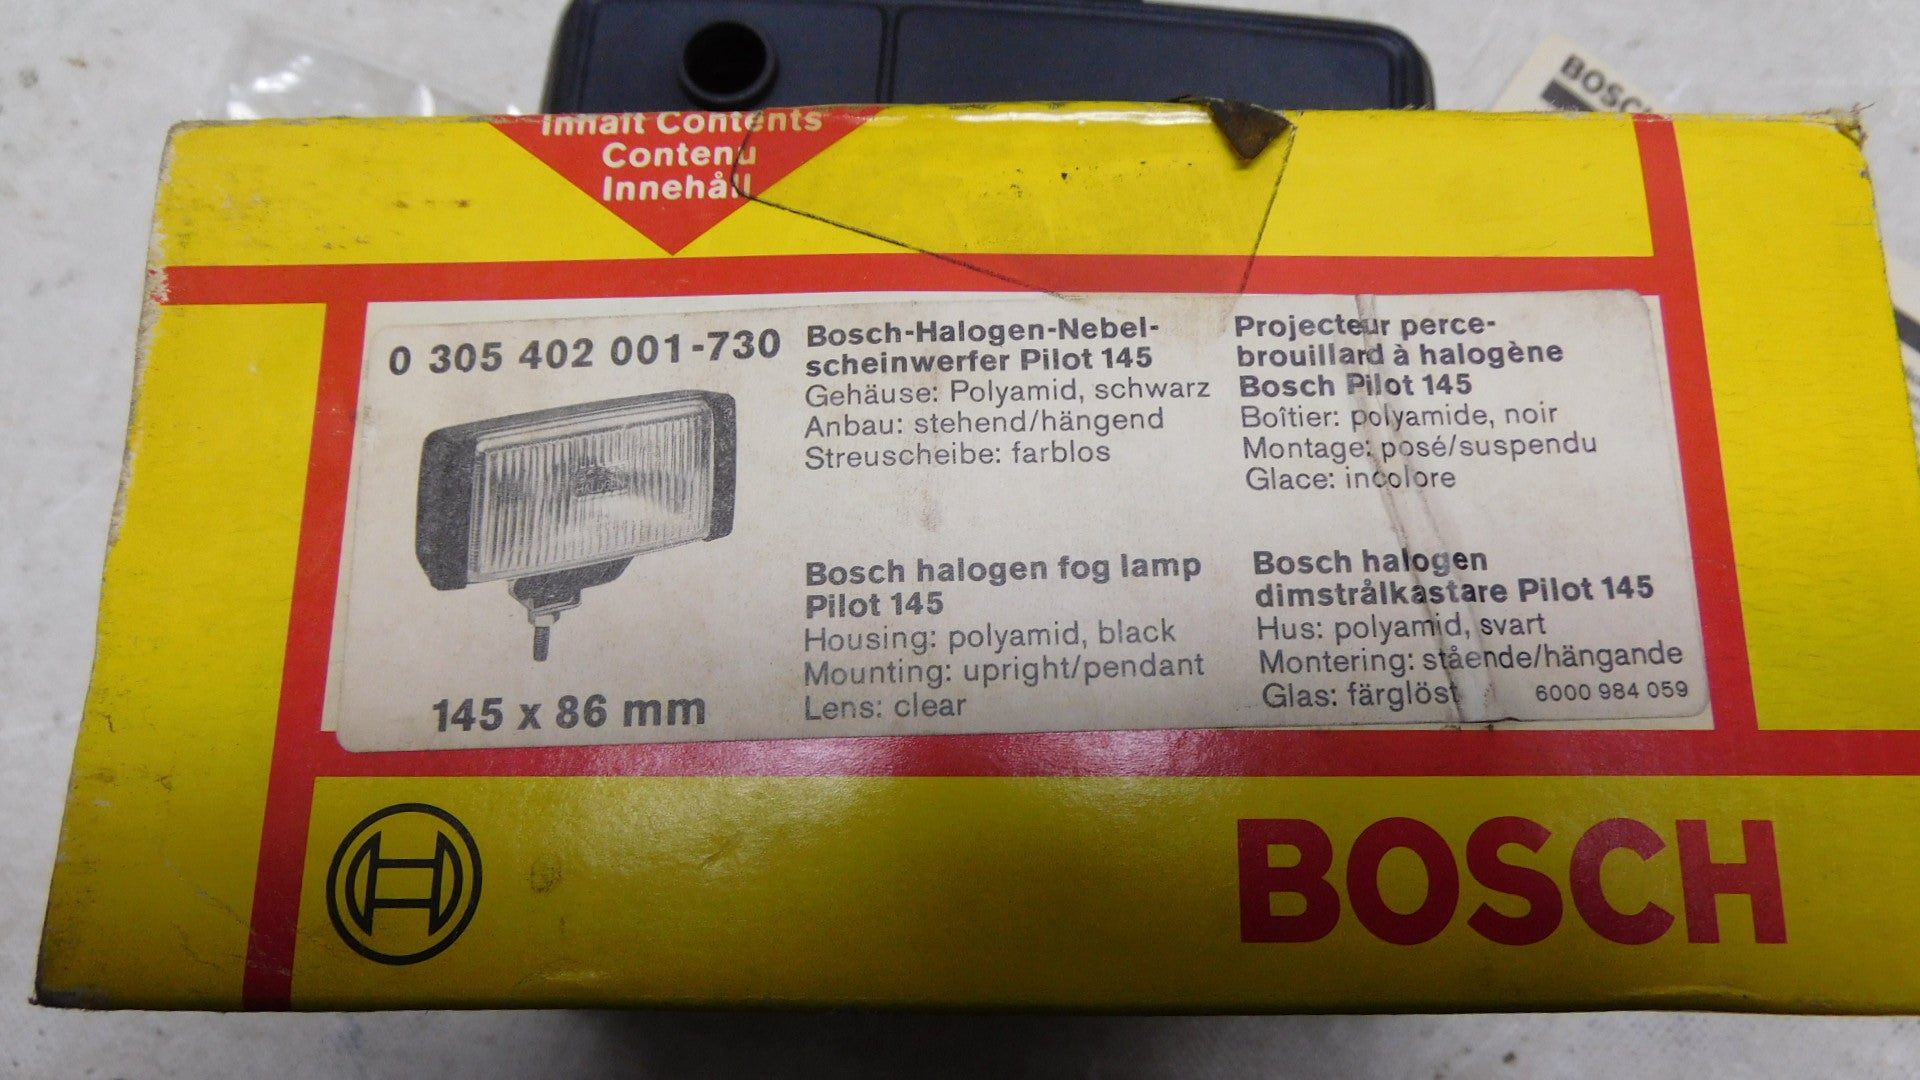 BOSCH
Inhalt Contents
Contenu
Innehåll
0 305 402 001-730
145 x 86 mm
Bosch-Halogen-Nebel-
scheinwerfer Pilot 145
Gehäuse: Polyamid, schwarz
Anbau: stehend/hängend
Streuscheibe: farblos
Projecteur perce-
brouillard à halogène
Bosch Pilot 145
Boîtier: polyamide, noir
Montage: posé/suspendu
Glace: incolore
Bosch halogen fog lamp
Pilot 145
Housing: polyamid, black
Mounting: upright/pendant
Lens: clear
Bosch halogen
dimstrålkastare Pilot 145
Hus: polyamid, svart
Montering: stående/hängande
Glas: färglöst
6000 984 059
BOSCH